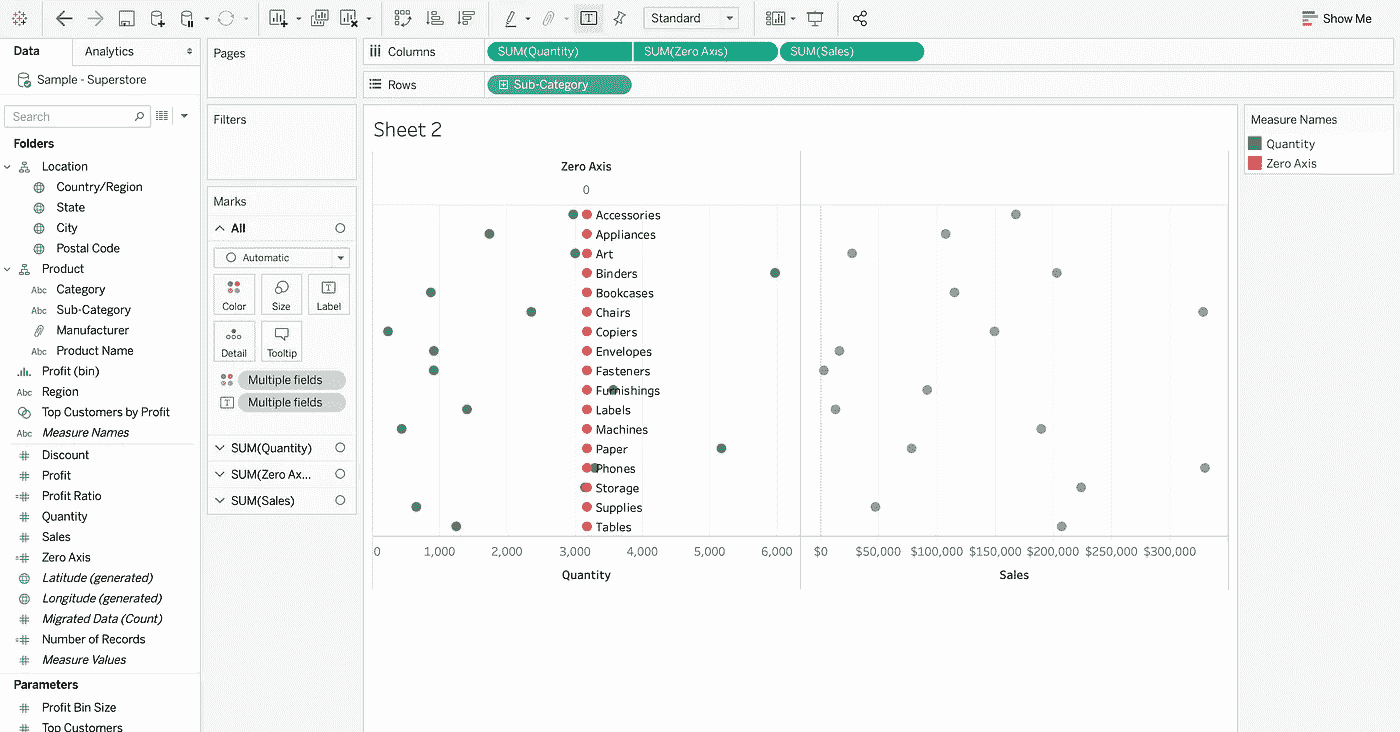 Standard
Show Me
Data
Analytics
Sample - Superstore
Search
Folders
Location
Country/Region
State
City
Postal Code
Product
Abc Category
Abc Sub-Category
Manufacturer
Abc Product Name
Profit (bin)
Abc Region
Top Customers by Profit
Abc Measure Names
Discount
Profit
Profit Ratio
Quantity
Sales
Zero Axis
Latitude (generated)
Longitude (generated)
Migrated Data (Count)
Number of Records
Measure Values
Parameters
Profit Bin Size
Top Customers
Pages
Filters
Marks
All
Automatic
Color Size Label
Detail Tooltip
Multiple fields
Multiple fields
SUM(Quantity)
SUM(Zero Ax...
SUM(Sales)
Columns SUM(Quantity) SUM(Zero Axis) SUM(Sales)
Rows Sub-Category
Sheet 2
Zero Axis
0
Accessories
Appliances
Art
Binders
Bookcases
Chairs
Copiers
Envelopes
Fasteners
Furnishings
Labels
Machines
Paper
Phones
Storage
Supplies
Tables
0 1,000 2,000 3,000 4,000 5,000 6,000
Quantity
$0 $50,000 $100,000 $150,000 $200,000 $250,000 $300,000
Sales
Measure Names
Quantity
Zero Axis